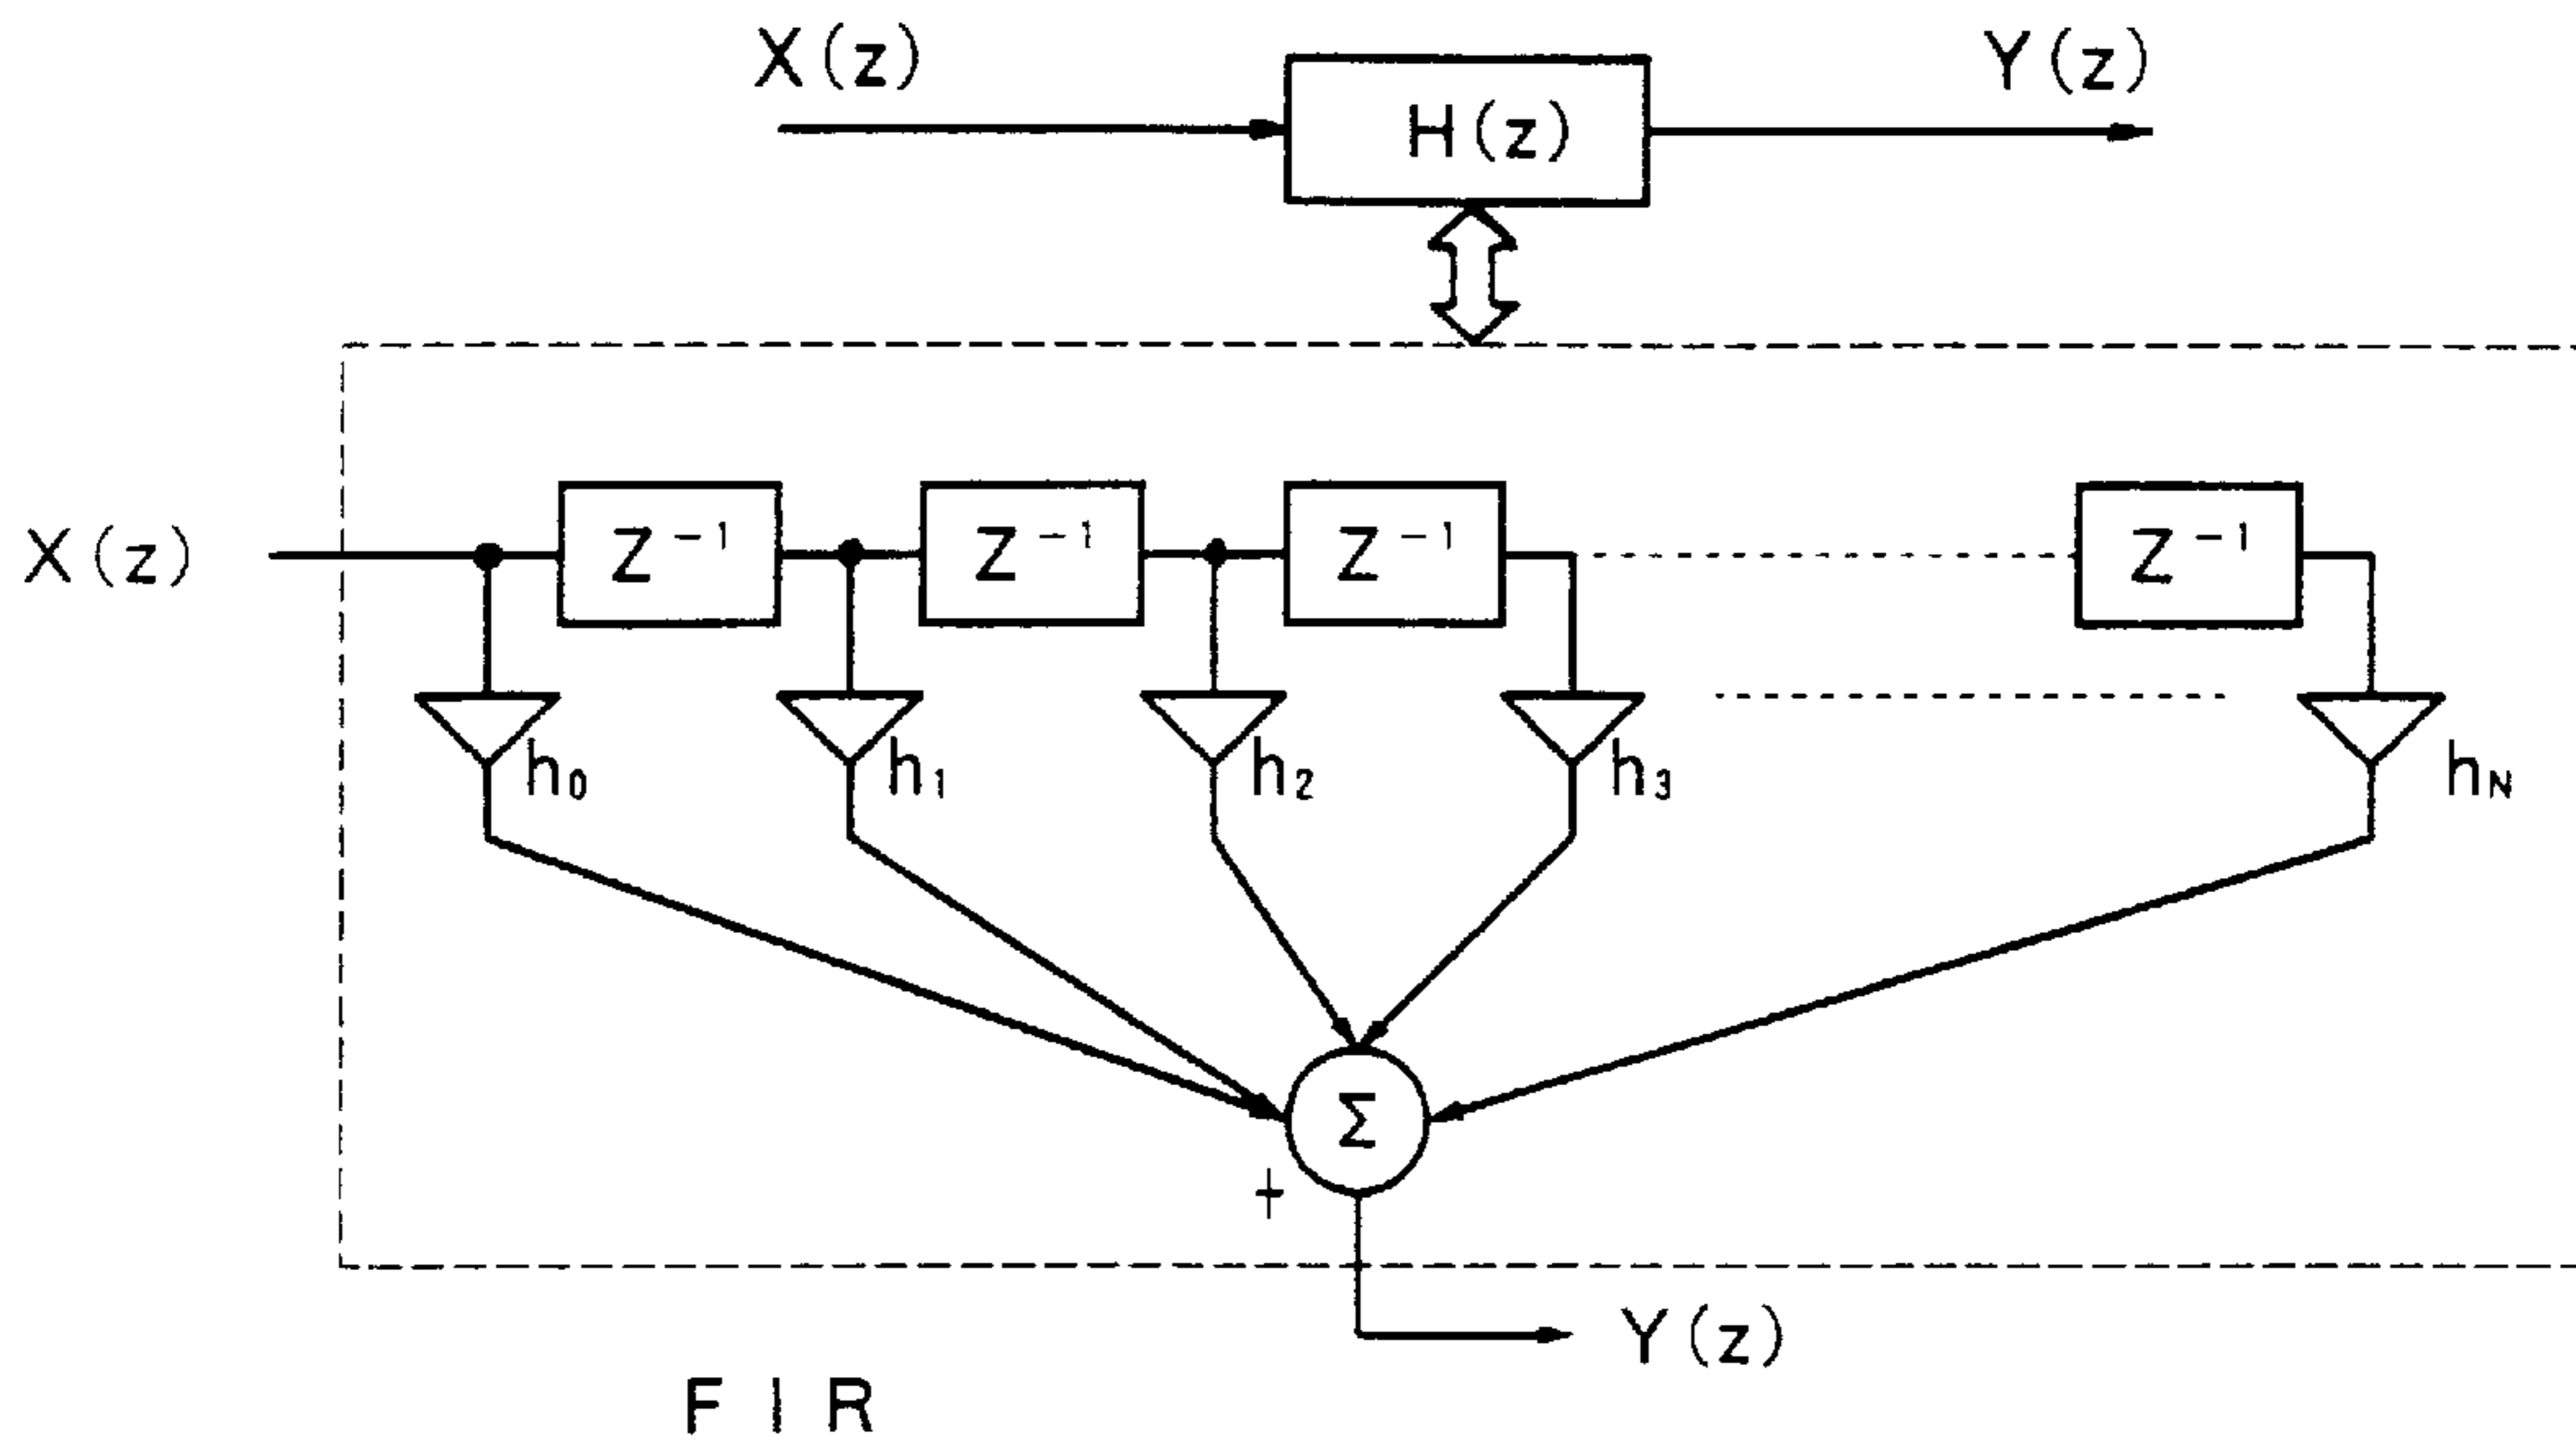 X(z) H(z) Y(z)
X(z) Z⁻¹ Z⁻¹ Z⁻¹ Z⁻¹
h₀ h₁ h₂ h₃ h_N
Σ
+
Y(z)
FIR